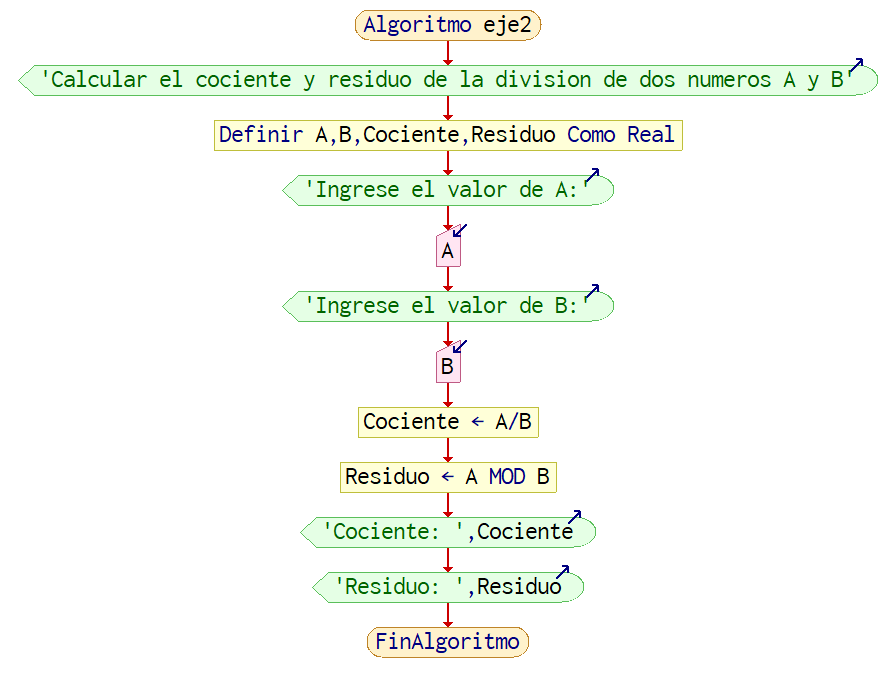 Algoritmo eje2
'Calcular el cociente y residuo de la division de dos numeros A y B'
Definir A,B,Cociente,Residuo Como Real
'Ingrese el valor de A:'
A
'Ingrese el valor de B:'
B
Cociente ← A/B
Residuo ← A MOD B
'Cociente: ',Cociente
'Residuo: ',Residuo
FinAlgoritmo